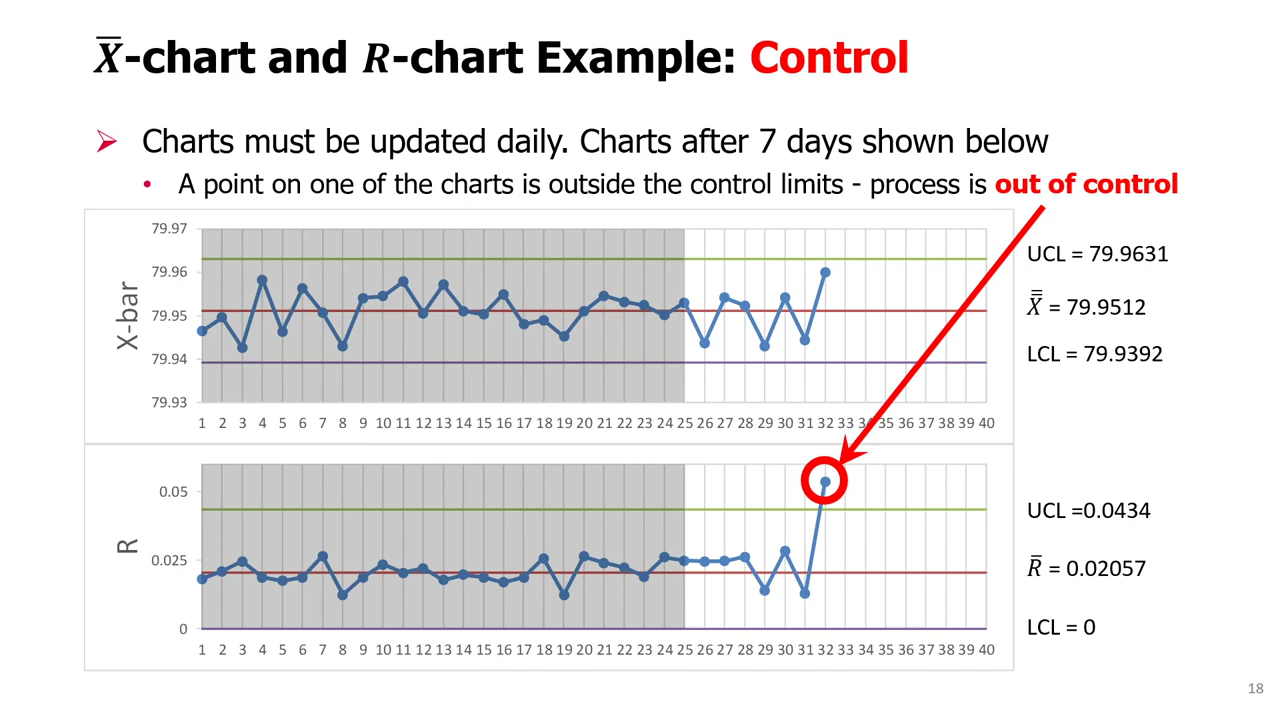 X̿-chart and R-chart Example: Control
➢ Charts must be updated daily. Charts after 7 days shown below
• A point on one of the charts is outside the control limits - process is out of control
79.97
79.96
79.95
79.94
79.93
X-bar
1 2 3 4 5 6 7 8 9 10 11 12 13 14 15 16 17 18 19 20 21 22 23 24 25 26 27 28 29 30 31 32 33 34 35 36 37 38 39 40
UCL = 79.9631
X̿ = 79.9512
LCL = 79.9392
0.05
0.025
0
R
1 2 3 4 5 6 7 8 9 10 11 12 13 14 15 16 17 18 19 20 21 22 23 24 25 26 27 28 29 30 31 32 33 34 35 36 37 38 39 40
UCL =0.0434
R̅ = 0.02057
LCL = 0
18